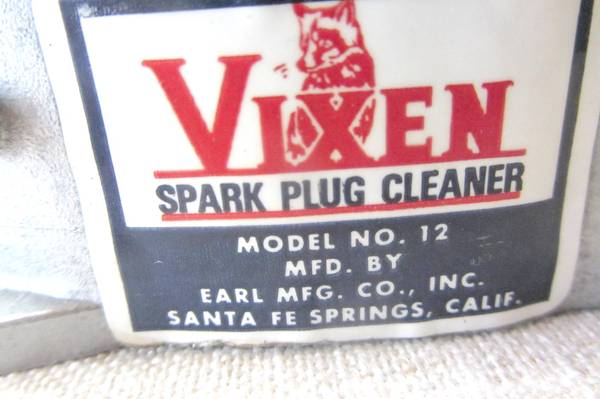 VIXEN
SPARK PLUG CLEANER
MODEL NO. 12
MFD. BY
EARL MFG. CO., INC.
SANTA FE SPRINGS, CALIF.